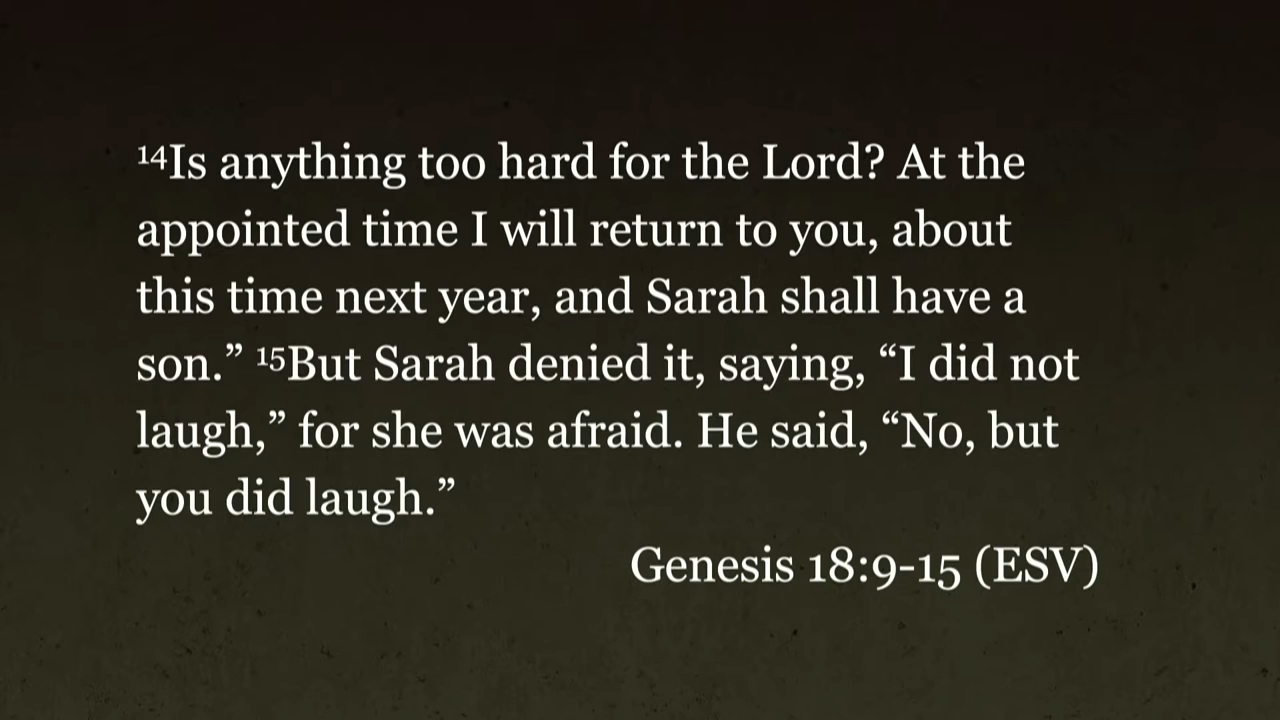 ¹⁴Is anything too hard for the Lord? At the
appointed time I will return to you, about
this time next year, and Sarah shall have a
son.” ¹⁵But Sarah denied it, saying, “I did not
laugh,” for she was afraid. He said, “No, but
you did laugh.”
Genesis 18:9-15 (ESV)